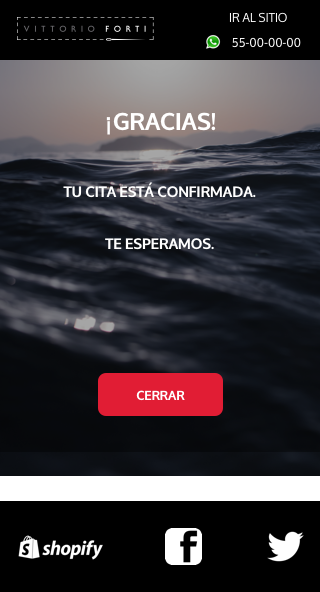 VITTORIO FORTI
IR AL SITIO
55-00-00-00
¡GRACIAS!
TU CITA ESTÁ CONFIRMADA.
TE ESPERAMOS.
CERRAR
shopify